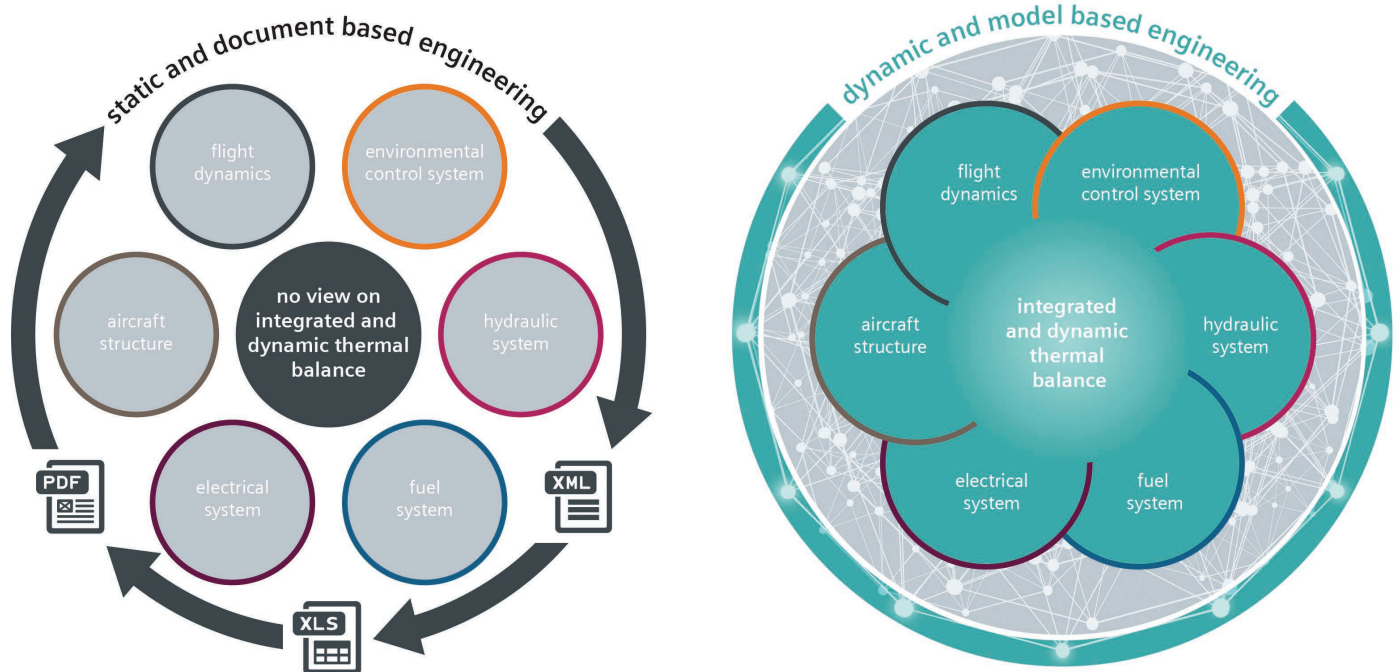 static and document based engineering
flight
dynamics
environmental
control system
no view on
integrated and
dynamic thermal
balance
aircraft
structure
hydraulic
system
electrical
system
fuel
system
PDF
XML
XLS
dynamic and model based engineering
flight
dynamics
environmental
control system
integrated
and dynamic
thermal
balance
aircraft
structure
hydraulic
system
electrical
system
fuel
system